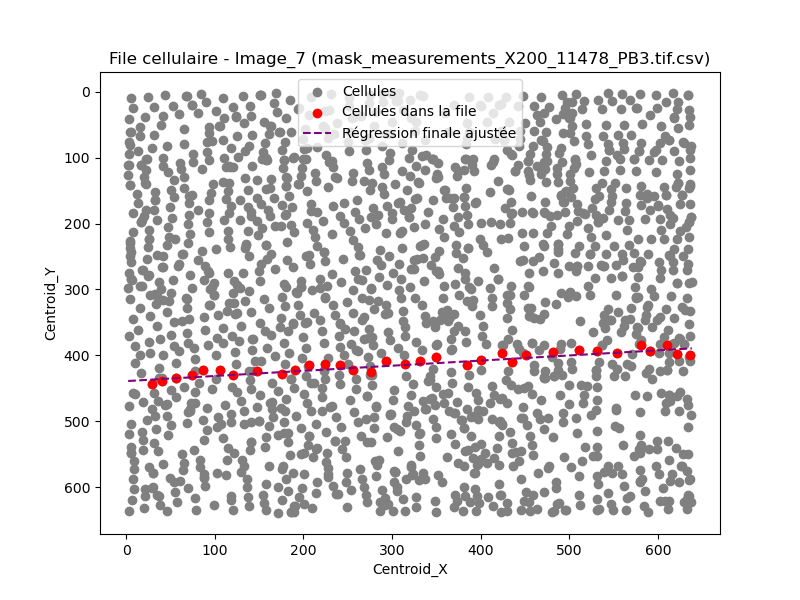 File cellulaire - Image_7 (mask_measurements_X200_11478_PB3.tif.csv)
Cellules
Cellules dans la file
Régression finale ajustée
0
100
200
300
400
500
600
Centroid_Y
0 100 200 300 400 500 600
Centroid_X